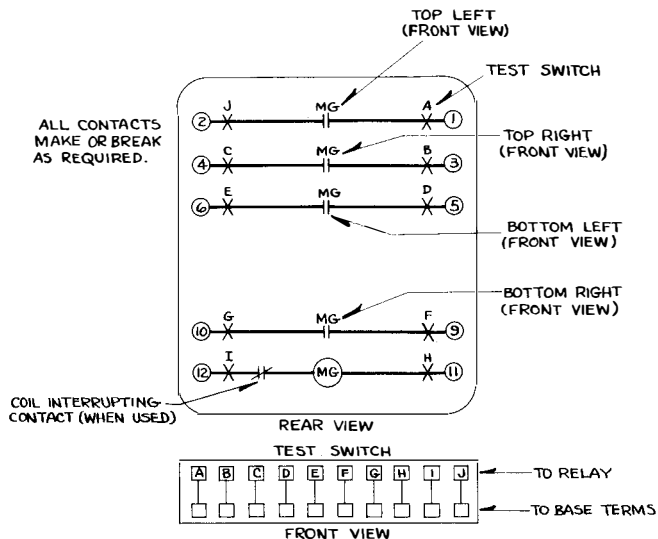 TOP LEFT
(FRONT VIEW)
TEST SWITCH
ALL CONTACTS
MAKE OR BREAK
AS REQUIRED.
J MG A
2 1
TOP RIGHT
(FRONT VIEW)
C MG B
4 3
E MG D
6 5
BOTTOM LEFT
(FRONT VIEW)
BOTTOM RIGHT
(FRONT VIEW)
G MG F
10 9
I H
12 MG 11
COIL INTERRUPTING
CONTACT (WHEN USED)
REAR VIEW
TEST SWITCH
A B C D E F G H I J
TO RELAY
TO BASE TERMS
FRONT VIEW